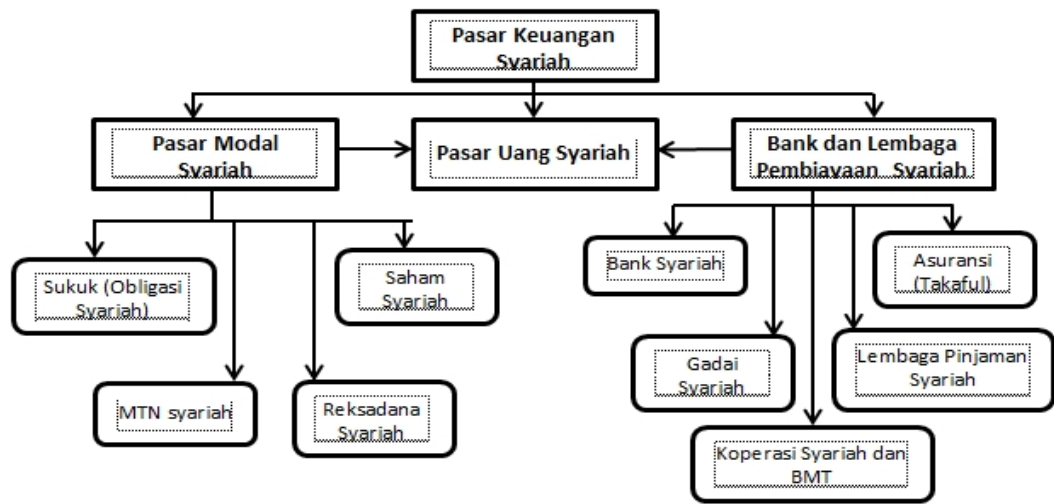 Pasar Keuangan
Syariah
Pasar Modal
Syariah
Pasar Uang Syariah
Bank dan Lembaga
Pembiayaan Syariah
Sukuk (Obligasi
Syariah)
Saham
Syariah
MTN syariah
Reksadana
Syariah
Bank Syariah
Asuransi
(Takaful)
Gadai
Syariah
Lembaga Pinjaman
Syariah
Koperasi Syariah dan
BMT